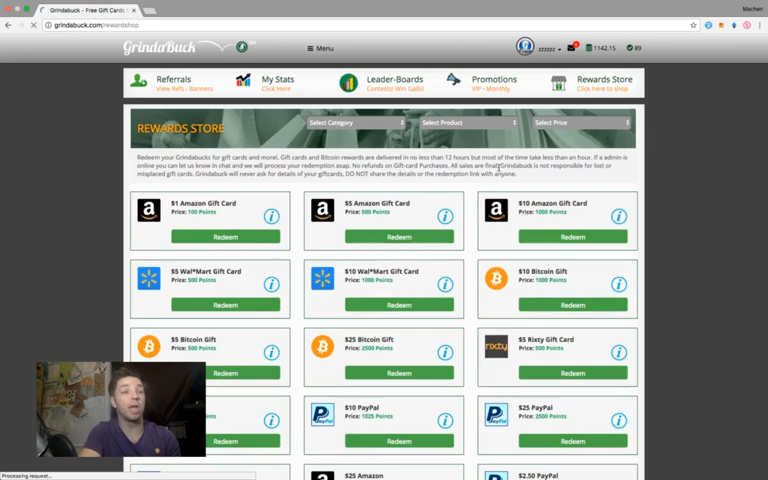 Grindabuck - Free Gift Cards
Machen
grindabuck.com/rewardshop
GrindaBuck
Menu
zzzzzz
1142.15
89
Referrals
View Refs - Banners
My Stats
Click Here
Leader-Boards
Contests! Win Gallis!
Promotions
VIP - Monthly
Rewards Store
Click here to shop
REWARDS STORE
Select Category
Select Product
Select Price
Redeem your Grindabucks for gift cards and more!. Gift cards and Bitcoin rewards are delivered in no less than 12 hours but most of the time take less than an hour. If a admin is
online you can let us know in chat and we will process your redemption asap. No refunds on Gift-card Purchases. All sales are final. Grindabuck is not responsible for lost or
misplaced gift cards. Grindabuck will never ask for details of your giftcards, DO NOT share the details or the redemption link with anyone.
$1 Amazon Gift Card
Price: 100 Points
Redeem
$5 Amazon Gift Card
Price: 500 Points
Redeem
$10 Amazon Gift Card
Price: 1000 Points
Redeem
$5 Wal*Mart Gift Card
Price: 500 Points
Redeem
$10 Wal*Mart Gift Card
Price: 1000 Points
Redeem
$10 Bitcoin Gift
Price: 1000 Points
Redeem
$5 Bitcoin Gift
Price: 500 Points
Redeem
$25 Bitcoin Gift
Price: 2500 Points
Redeem
rixty
$5 Rixty Gift Card
Price: 500 Points
Redeem
Redeem
PayPal
$10 PayPal
Price: 1025 Points
Redeem
PayPal
$25 PayPal
Price: 2500 Points
Redeem
$25 Amazon
$2.50 PayPal
Processing request...